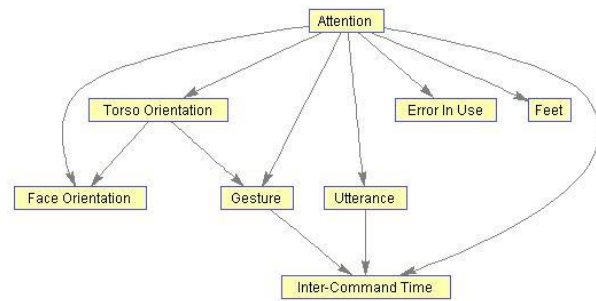 Attention
Torso Orientation
Error In Use
Feet
Face Orientation
Gesture
Utterance
Inter-Command Time